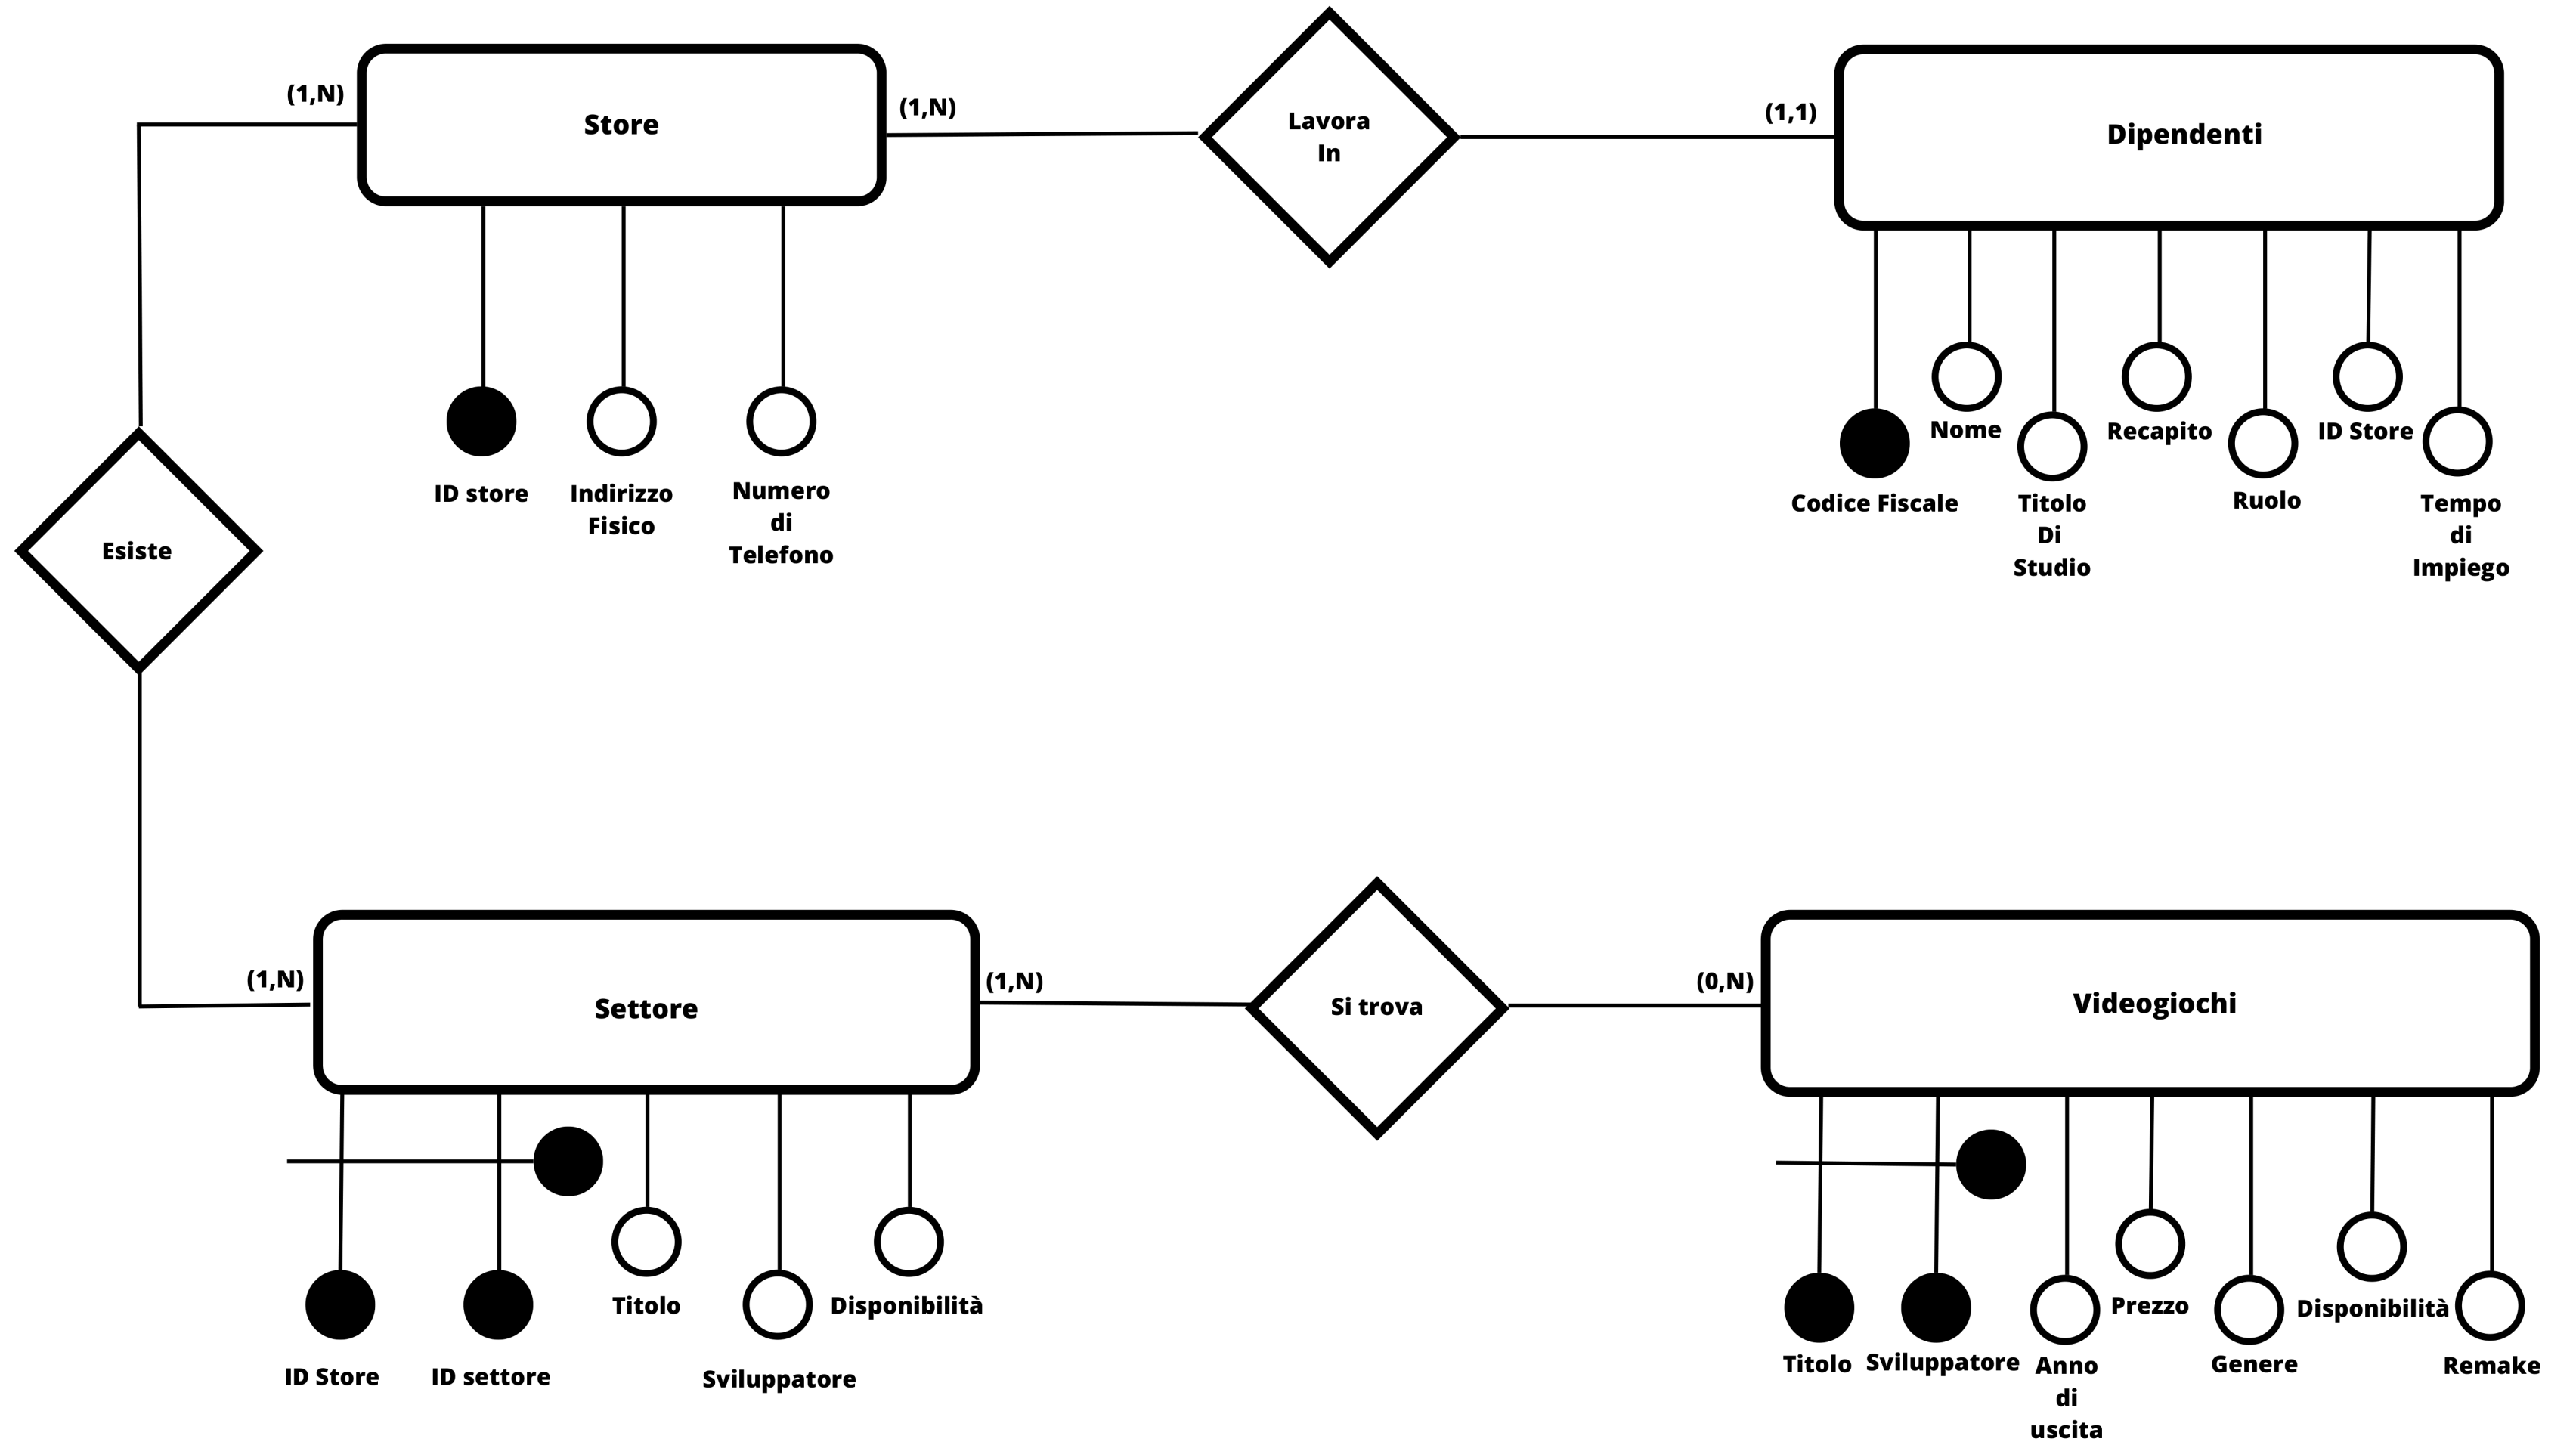 (1,N)
Store
(1,N)
Lavora
In
(1,1)
Dipendenti
ID store
Indirizzo
Fisico
Numero
di
Telefono
Codice Fiscale
Nome
Titolo
Di
Studio
Recapito
Ruolo
ID Store
Tempo
di
Impiego
Esiste
(1,N)
Settore
(1,N)
Si trova
(0,N)
Videogiochi
ID Store
ID settore
Titolo
Sviluppatore
Disponibilità
Titolo
Sviluppatore
Anno
di
uscita
Prezzo
Genere
Disponibilità
Remake